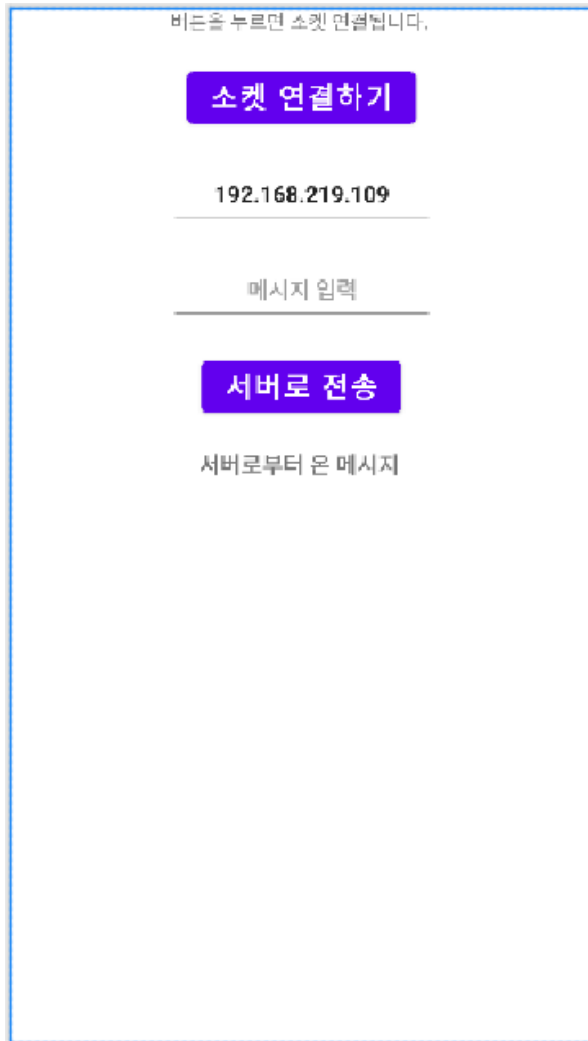 버튼을 누르면 소켓 연결됩니다.
소켓 연결하기
192.168.219.109
메시지 입력
서버로 전송
서버로부터 온 메시지